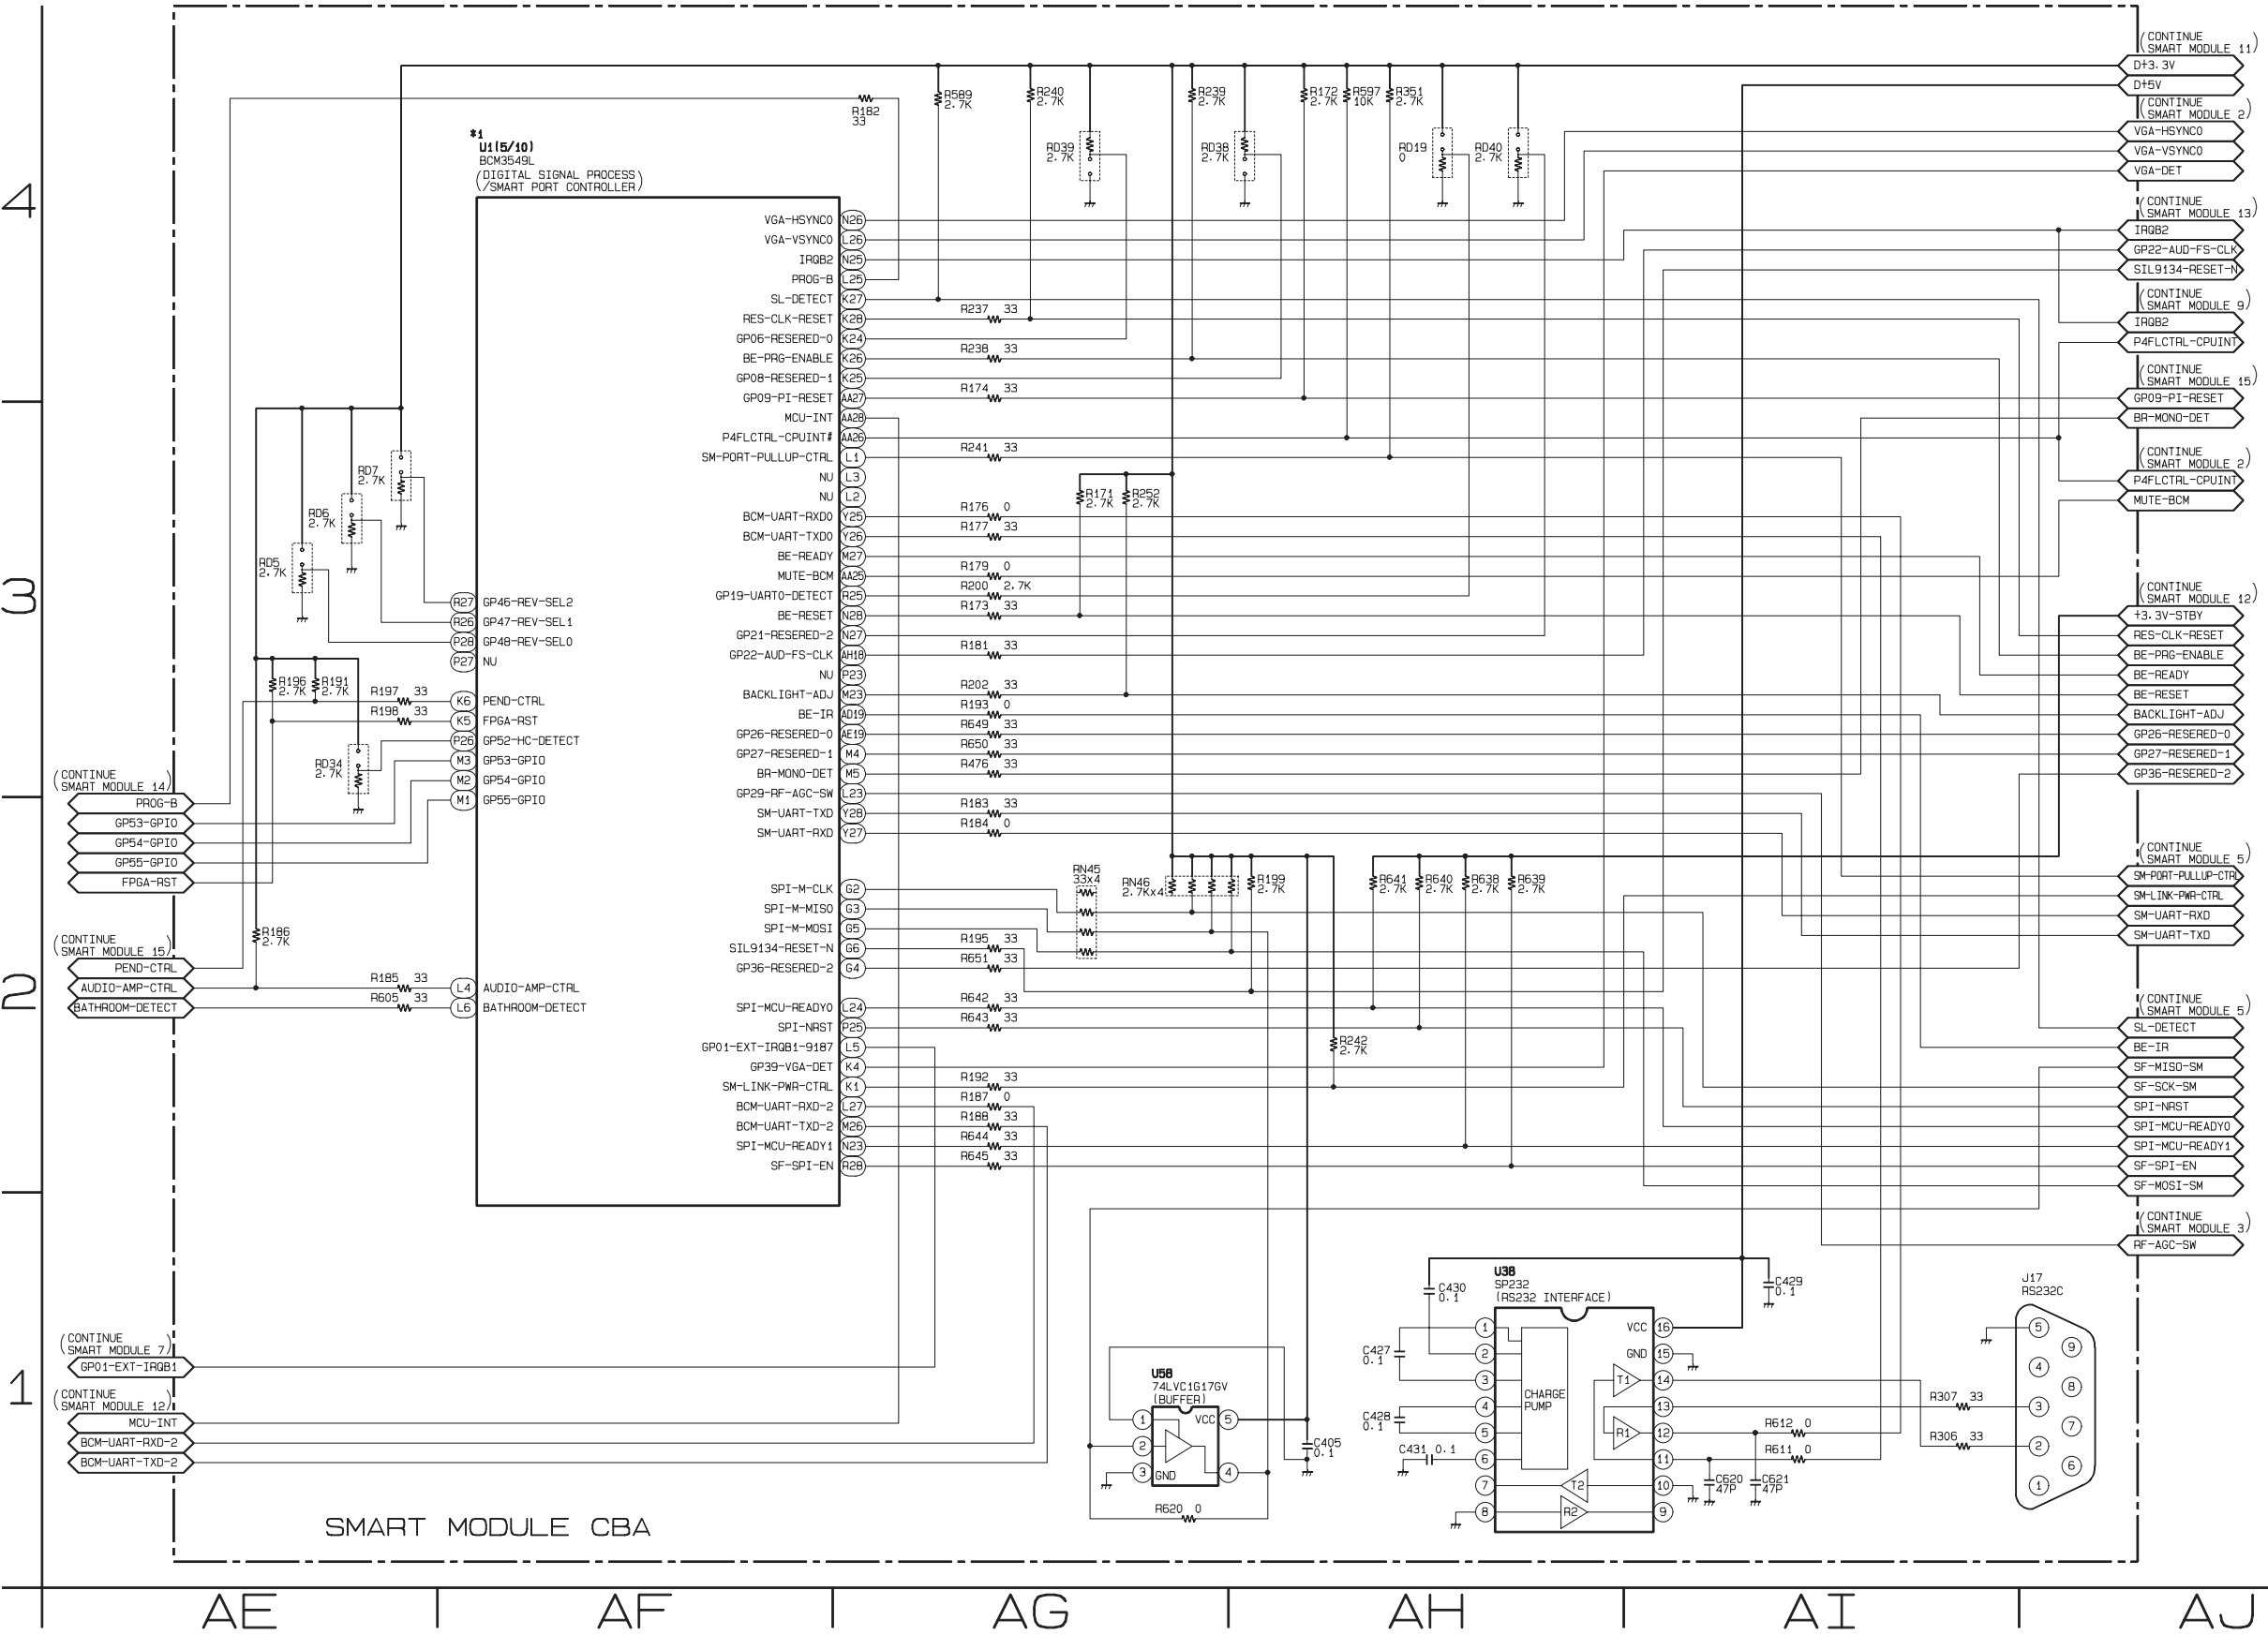 (CONTINUE
SMART MODULE 11)
D+3.3V
D+5V
(CONTINUE
SMART MODULE 2)
VGA-HSYNC0
VGA-VSYNC0
VGA-DET
(CONTINUE
SMART MODULE 13)
IRQB2
GP22-AUD-FS-CLK
SIL9134-RESET-N
(CONTINUE
SMART MODULE 9)
IRQB2
P4FLCTRL-CPUINT
(CONTINUE
SMART MODULE 15)
GP09-PI-RESET
BR-MONO-DET
(CONTINUE
SMART MODULE 2)
P4FLCTRL-CPUINT
MUTE-BCM
(CONTINUE
SMART MODULE 12)
+3.3V-STBY
RES-CLK-RESET
BE-PRG-ENABLE
BE-READY
BE-RESET
BACKLIGHT-ADJ
GP26-RESERED-0
GP27-RESERED-1
GP36-RESERED-2
(CONTINUE
SMART MODULE 5)
SM-PORT-PULLUP-CTRL
SM-LINK-PWR-CTRL
SM-UART-RXD
SM-UART-TXD
(CONTINUE
SMART MODULE 5)
SL-DETECT
BE-IR
SF-MISO-SM
SF-SCK-SM
SPI-NRST
SPI-MCU-READY0
SPI-MCU-READY1
SF-SPI-EN
SF-MOSI-SM
(CONTINUE
SMART MODULE 3)
RF-AGC-SW
R182
33
R589
2.7K
R240
2.7K
RD39
2.7K
R239
2.7K
RD38
2.7K
R172
2.7K
R597
10K
R351
2.7K
RD19
0
RD40
2.7K
*1
U1(5/10)
BCM3549L
(DIGITAL SIGNAL PROCESS
/SMART PORT CONTROLLER)
VGA-HSYNC0 N26
VGA-VSYNC0 L26
IRQB2 N25
PROG-B L25
SL-DETECT K27
RES-CLK-RESET K28 R237 33
GP06-RESERED-0 K24
BE-PRG-ENABLE K26 R238 33
GP08-RESERED-1 K25
GP09-PI-RESET AA27 R174 33
MCU-INT AA28
P4FLCTRL-CPUINT# AA26
SM-PORT-PULLUP-CTRL L1 R241 33
NU L3
NU L2
BCM-UART-RXD0 Y25 R176 0
BCM-UART-TXD0 Y26 R177 33
BE-READY M27
MUTE-BCM AA25 R179 0
GP19-UART0-DETECT R25 R200 2.7K
BE-RESET N28 R173 33
GP21-RESERED-2 N27
GP22-AUD-FS-CLK AH18 R181 33
NU P23
BACKLIGHT-ADJ M23 R202 33
BE-IR AD19 R193 0
GP26-RESERED-0 AE19 R649 33
GP27-RESERED-1 M4 R650 33
BR-MONO-DET M5 R476 33
GP29-RF-AGC-SW L23
SM-UART-TXD Y28 R183 33
SM-UART-RXD Y27 R184 0
SPI-M-CLK G2
SPI-M-MISO G3
SPI-M-MOSI G5
SIL9134-RESET-N G6 R195 33
GP36-RESERED-2 G4 R651 33
SPI-MCU-READY0 L24 R642 33
SPI-NRST P25 R643 33
GP01-EXT-IRQB1-9187 L5
GP39-VGA-DET K4
SM-LINK-PWR-CTRL K1 R192 33
BCM-UART-RXD-2 L27 R187 0
BCM-UART-TXD-2 M26 R188 33
SPI-MCU-READY1 N23 R644 33
SF-SPI-EN R28 R645 33
R27 GP46-REV-SEL2
R26 GP47-REV-SEL1
P28 GP48-REV-SEL0
P27 NU
R197 33 K6 PEND-CTRL
R198 33 K5 FPGA-RST
P26 GP52-HC-DETECT
M3 GP53-GPIO
M2 GP54-GPIO
M1 GP55-GPIO
R185 33 L4 AUDIO-AMP-CTRL
R605 33 L6 BATHROOM-DETECT
RD7
2.7K
RD6
2.7K
RD5
2.7K
R196
2.7K
R191
2.7K
RD34
2.7K
R186
2.7K
R171
2.7K
R252
2.7K
RN45
33x4
RN46
2.7Kx4
R199
2.7K
R641
2.7K
R640
2.7K
R638
2.7K
R639
2.7K
R242
2.7K
(CONTINUE
SMART MODULE 14)
PROG-B
GP53-GPIO
GP54-GPIO
GP55-GPIO
FPGA-RST
(CONTINUE
SMART MODULE 15)
PEND-CTRL
AUDIO-AMP-CTRL
BATHROOM-DETECT
(CONTINUE
SMART MODULE 7)
GP01-EXT-IRQB1
(CONTINUE
SMART MODULE 12)
MCU-INT
BCM-UART-RXD-2
BCM-UART-TXD-2
U58
74LVC1G17GV
(BUFFER)
1
2
3 GND
VCC 5
4
C405
0.1
R620 0
U38
SP232
(RS232 INTERFACE)
C430
0.1
C429
0.1
C427
0.1
C428
0.1
C431 0.1
1
2
3
4
5
6
7
8
CHARGE
PUMP
VCC 16
GND 15
T1 14
13
R1 12
11
T2 10
R2 9
R612 0
R611 0
C620
47P
C621
47P
R307 33
R306 33
J17
RS232C
5
9
4
8
3
7
2
6
1
SMART MODULE CBA
4
3
2
1
AE
AF
AG
AH
AI
AJ